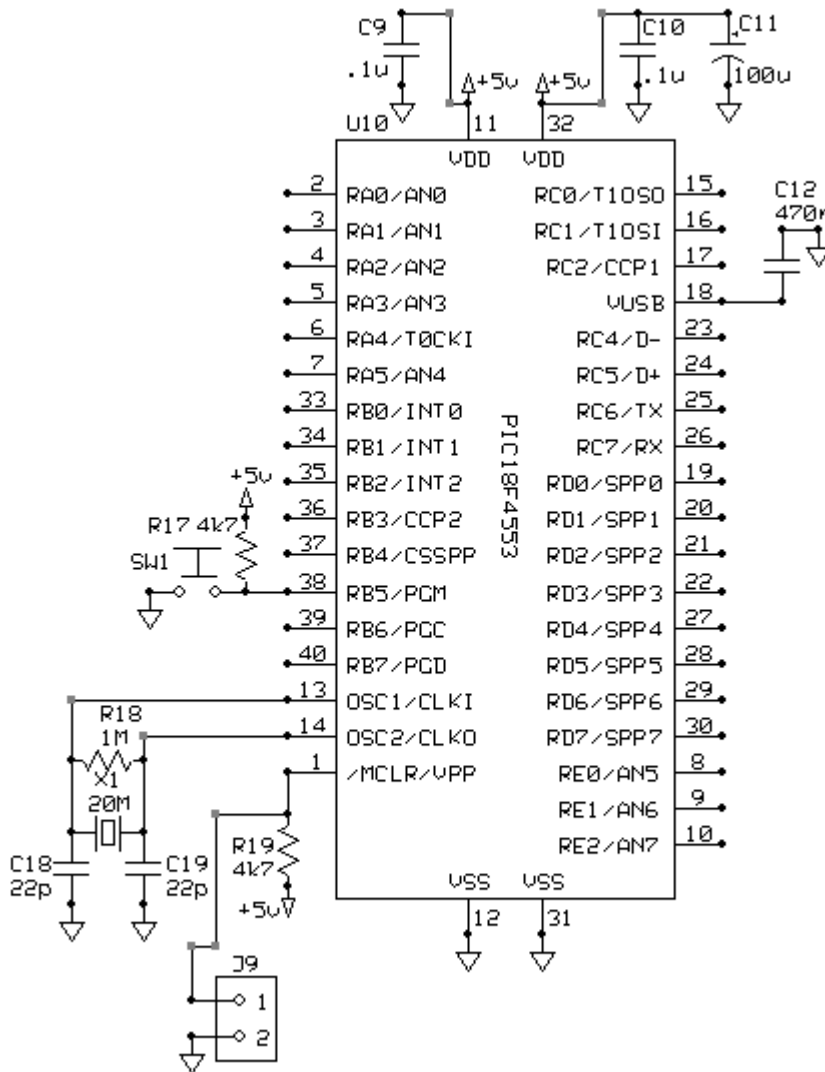 C9
.1u
+5v
+5v
C10
.1u
C11
100u
U10
11
32
VDD
VDD
2 RA0/AN0
3 RA1/AN1
4 RA2/AN2
5 RA3/AN3
6 RA4/T0CKI
7 RA5/AN4
33 RB0/INT0
34 RB1/INT1
35 RB2/INT2
36 RB3/CCP2
37 RB4/CSSPP
38 RB5/PGM
39 RB6/PGC
40 RB7/PGD
13 OSC1/CLKI
14 OSC2/CLKO
1 /MCLR/VPP
PIC18F4553
RC0/T1OSO 15
RC1/T1OSI 16
RC2/CCP1 17
VUSB 18
RC4/D- 23
RC5/D+ 24
RC6/TX 25
RC7/RX 26
RD0/SPP0 19
RD1/SPP1 20
RD2/SPP2 21
RD3/SPP3 22
RD4/SPP4 27
RD5/SPP5 28
RD6/SPP6 29
RD7/SPP7 30
RE0/AN5 8
RE1/AN6 9
RE2/AN7 10
C12
+5v
R17 4k7
SW1
R18
1M
X1
20M
C18
22p
C19
22p
R19
4k7
+5v
VSS
VSS
12
31
J9
1
2